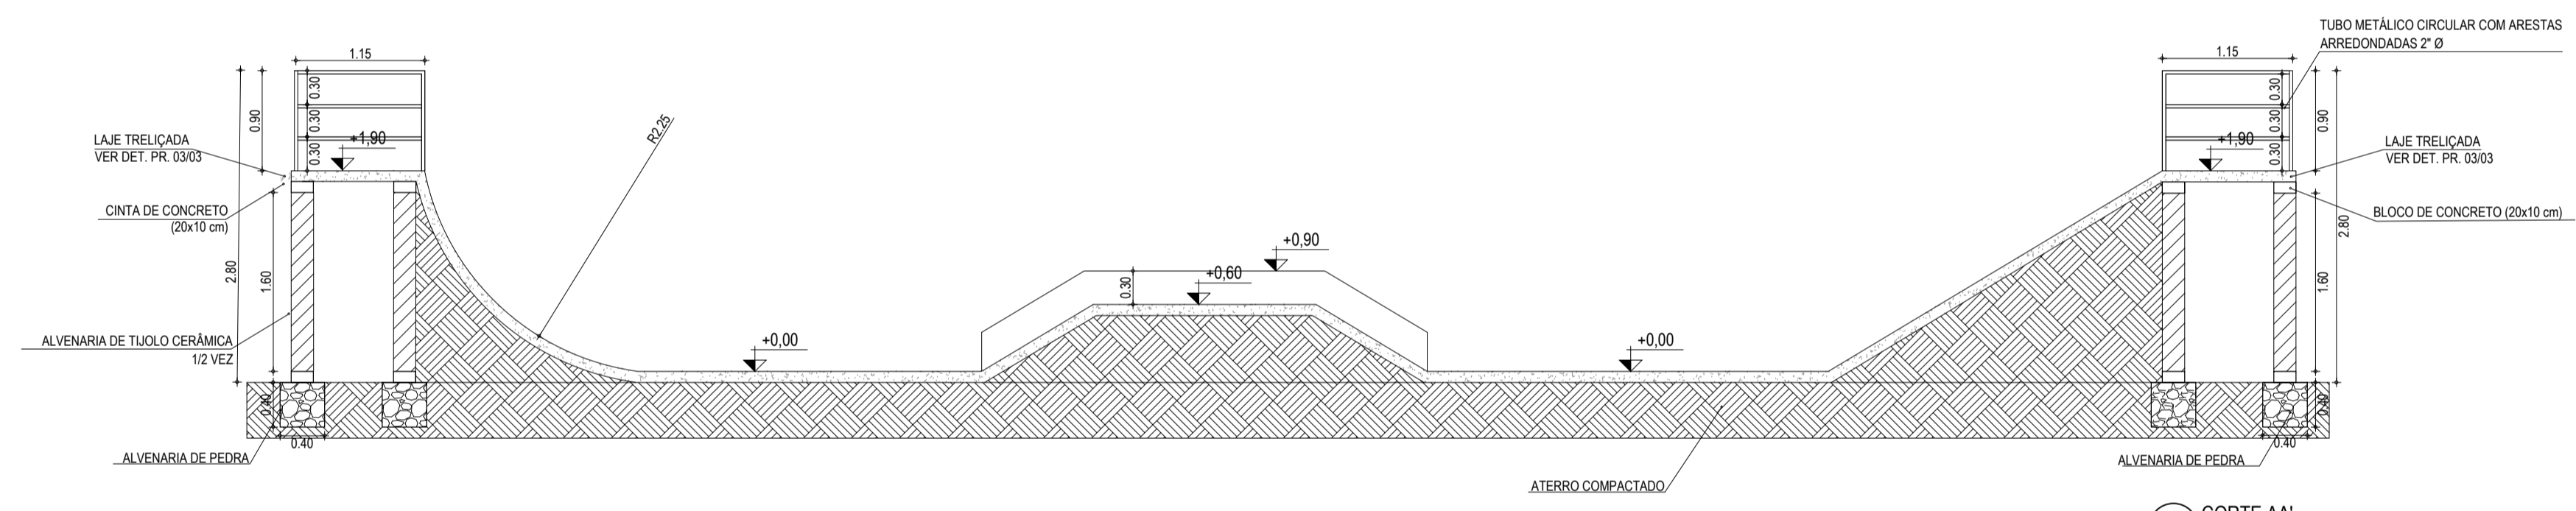 TUBO METÁLICO CIRCULAR COM ARESTAS
ARREDONDADAS 2" Ø
1.15
1.15
0.30
0.30
0.30
0.90
+1,90
R2.25
LAJE TRELIÇADA
VER DET. PR. 03/03
CINTA DE CONCRETO
(20x10 cm)
2.80
1.60
ALVENARIA DE TIJOLO CERÂMICA
1/2 VEZ
0.40
0.40
ALVENARIA DE PEDRA
+0,00
+0,90
+0,60
0.30
+0,00
ATERRO COMPACTADO
0.30
0.30
0.30
0.90
+1,90
LAJE TRELIÇADA
VER DET. PR. 03/03
BLOCO DE CONCRETO (20x10 cm)
2.80
1.60
0.40
0.40
ALVENARIA DE PEDRA
CORTE AA'